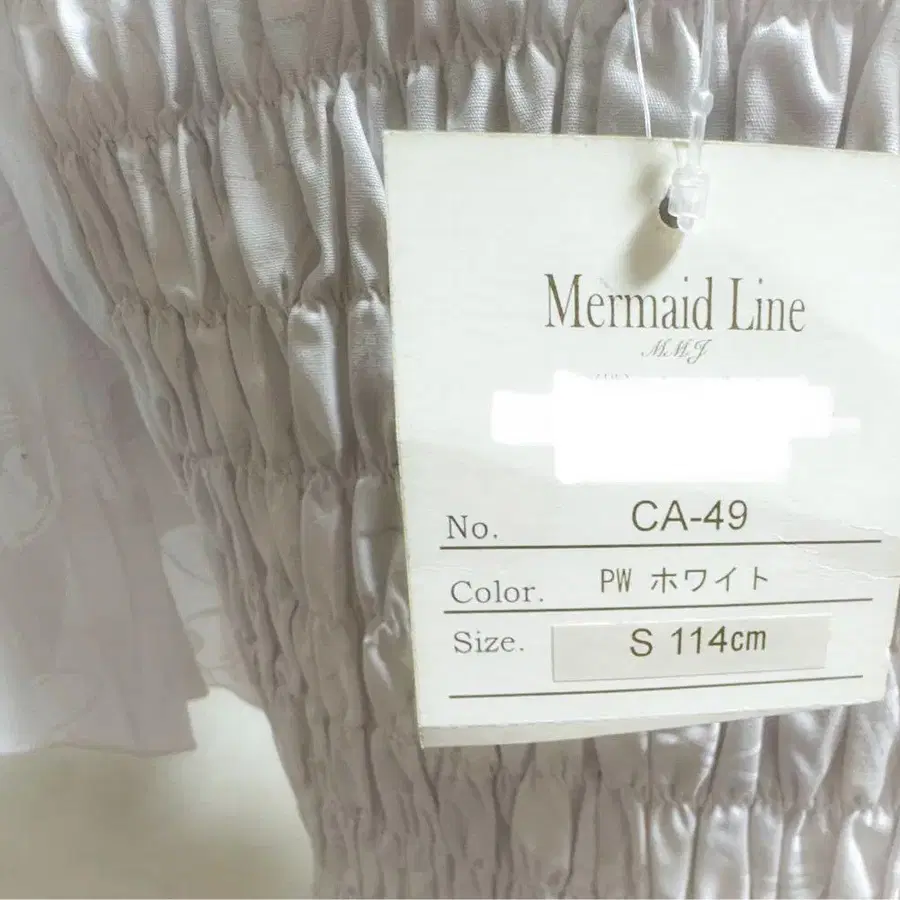 Mermaid Line
MMJ
No. CA-49
Color. PW ホワイト
Size. S 114cm